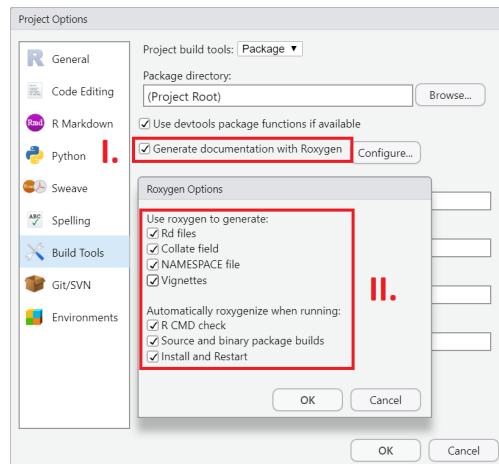 Project Options
General
Code Editing
Rmd R Markdown
Python
Sweave
ABC Spelling
Build Tools
Git/SVN
Environments
Project build tools: Package
Package directory:
(Project Root) Browse...
Use devtools package functions if available
I. Generate documentation with Roxygen Configure...
Roxygen Options
Use roxygen to generate:
Rd files
Collate field
NAMESPACE file
Vignettes
II.
Automatically roxygenize when running:
R CMD check
Source and binary package builds
Install and Restart
OK Cancel
OK Cancel